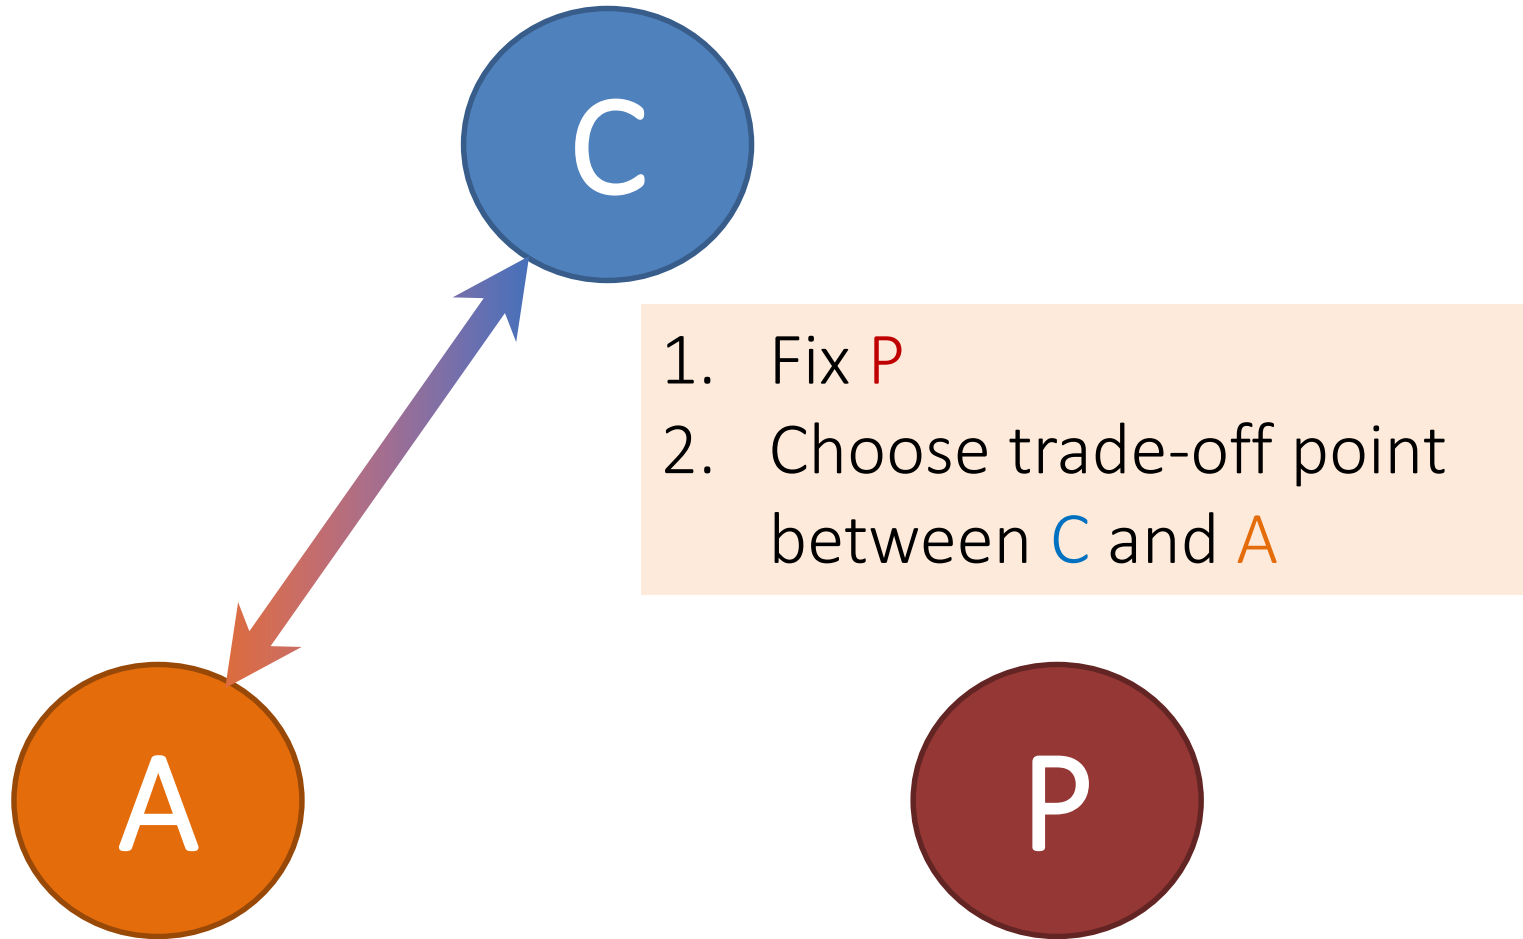 C
1. Fix P
2. Choose trade-off point
between C and A
A
P